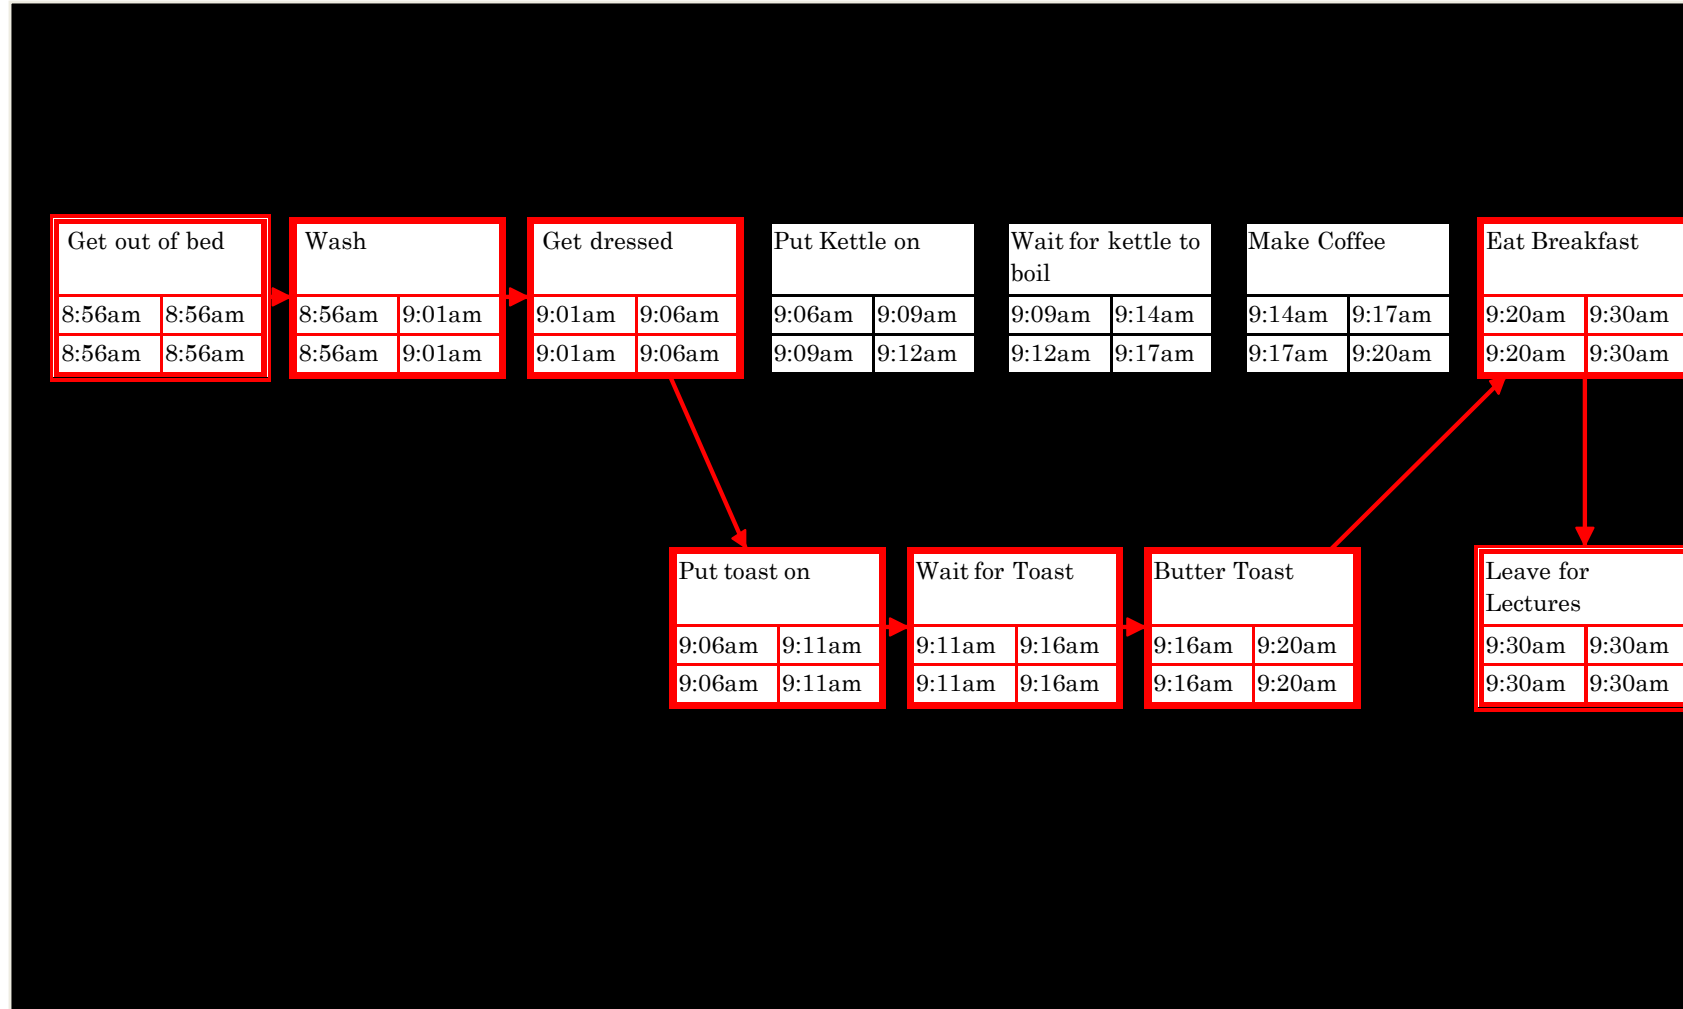 Get out of bed
8:56am 8:56am
8:56am 8:56am
Wash
8:56am 9:01am
8:56am 9:01am
Get dressed
9:01am 9:06am
9:01am 9:06am
Put Kettle on
9:06am 9:09am
9:09am 9:12am
Wait for kettle to
boil
9:09am 9:14am
9:12am 9:17am
Make Coffee
9:14am 9:17am
9:17am 9:20am
Eat Breakfast
9:20am 9:30am
9:20am 9:30am
Put toast on
9:06am 9:11am
9:06am 9:11am
Wait for Toast
9:11am 9:16am
9:11am 9:16am
Butter Toast
9:16am 9:20am
9:16am 9:20am
Leave for
Lectures
9:30am 9:30am
9:30am 9:30am